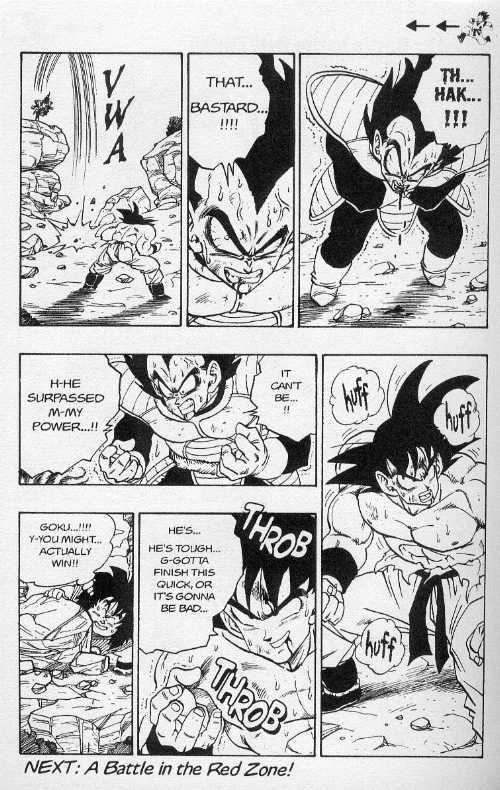 TH...
HAK...
!!!
THAT...
BASTARD...
!!!!
VWA
IT
CAN'T
BE...
!!
H-HE
SURPASSED
M-MY
POWER...!!
huff
huff
huff
THROB
HE'S...
HE'S TOUGH...
G-GOTTA
FINISH THIS
QUICK, OR
IT'S GONNA
BE BAD...
THROB
GOKU...!!!!
Y-YOU MIGHT...
ACTUALLY
WIN!!
NEXT: A Battle in the Red Zone!